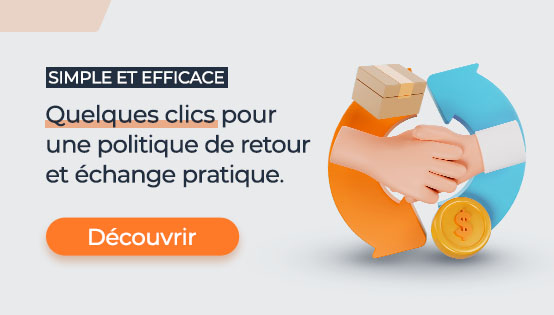 SIMPLE ET EFFICACE
Quelques clics pour
une politique de retour
et échange pratique.
Découvrir
$